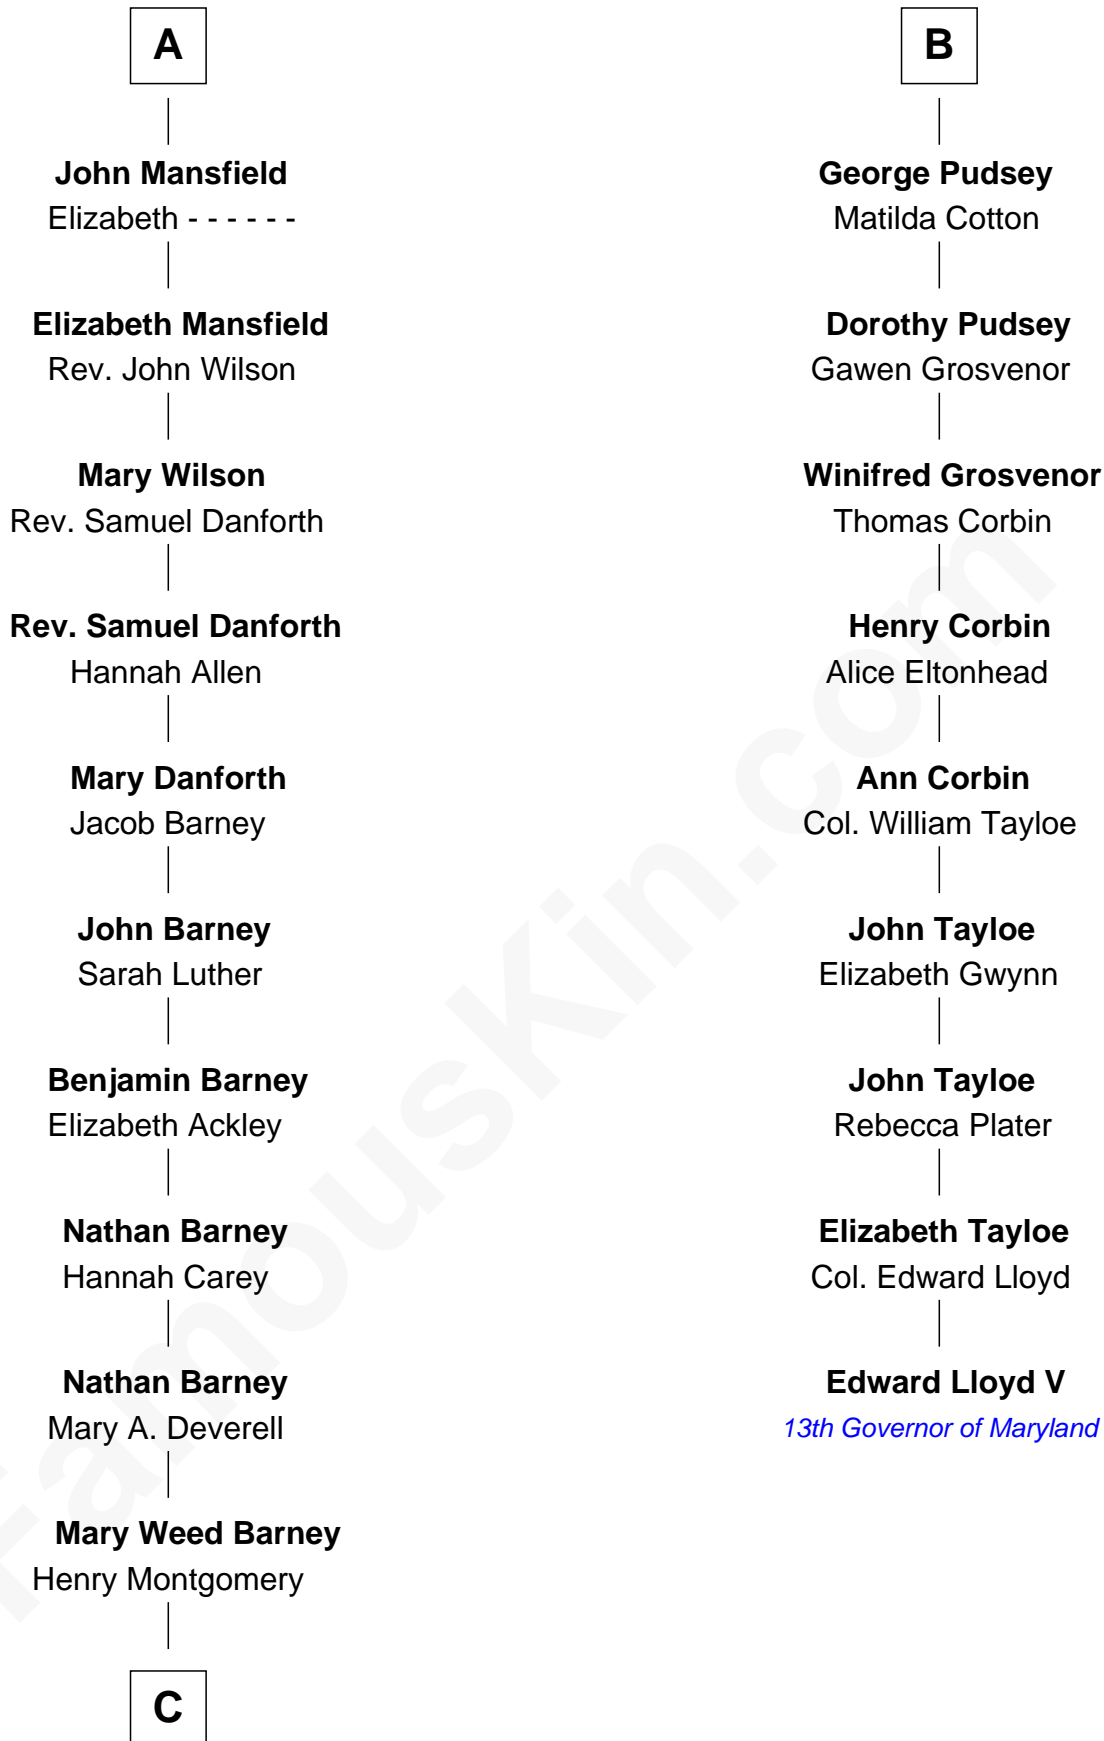 A
John Mansfield
Elizabeth - - - - - -
Elizabeth Mansfield
Rev. John Wilson
Mary Wilson
Rev. Samuel Danforth
Rev. Samuel Danforth
Hannah Allen
Mary Danforth
Jacob Barney
John Barney
Sarah Luther
Benjamin Barney
Elizabeth Ackley
Nathan Barney
Hannah Carey
Nathan Barney
Mary A. Deverell
Mary Weed Barney
Henry Montgomery
C
B
George Pudsey
Matilda Cotton
Dorothy Pudsey
Gawen Grosvenor
Winifred Grosvenor
Thomas Corbin
Henry Corbin
Alice Eltonhead
Ann Corbin
Col. William Tayloe
John Tayloe
Elizabeth Gwynn
John Tayloe
Rebecca Plater
Elizabeth Tayloe
Col. Edward Lloyd
Edward Lloyd V
13th Governor of Maryland
FamousKin.com